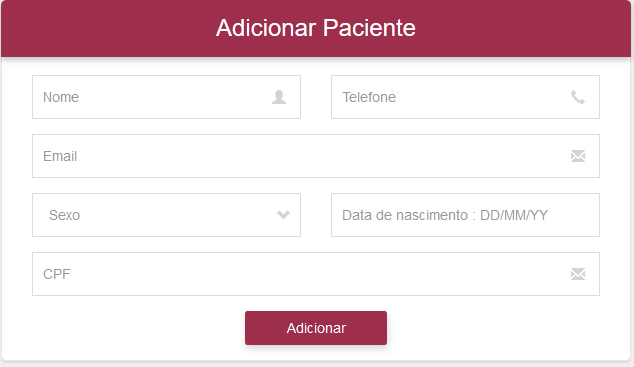 Adicionar Paciente
Nome
Telefone
Email
Sexo
Data de nascimento : DD/MM/YY
CPF
Adicionar